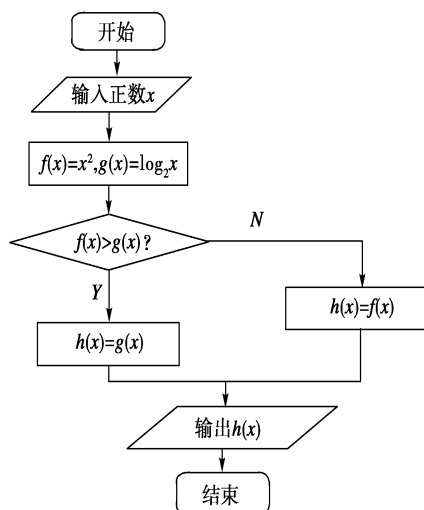 开始
输入正数x
f(x)=x²,g(x)=log₂x
f(x)>g(x)?
N
Y
h(x)=f(x)
h(x)=g(x)
输出h(x)
结束